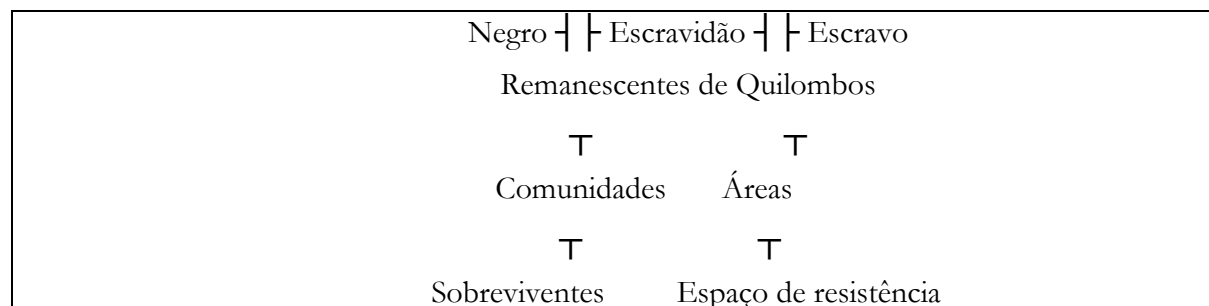 Negro ┤├ Escravidão ┤├ Escravo
Remanescentes de Quilombos
┬ ┬
Comunidades Áreas
┬ ┬
Sobreviventes Espaço de resistência